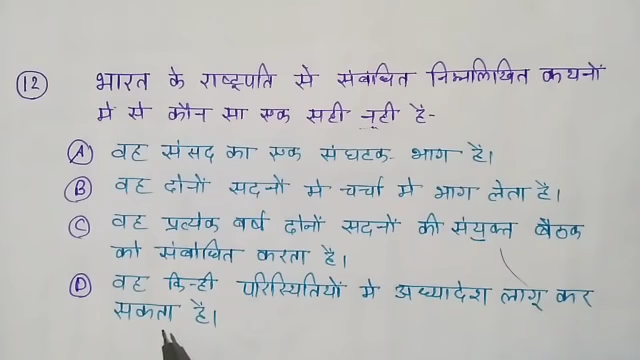 12 भारत के राष्ट्रपति से संबंधित निम्नलिखित कथनों
में से कौन सा एक सही नही है-
A वह संसद का एक संघटक भाग है।
B वह दोनों सदनों मे चर्चा मे भाग लेता है।
C वह प्रत्येक वर्ष दोनों सदनों की संयुक्त बैठक
को संबोधित करता है।
D वह किन्ही परिस्थितियों मे अध्यादेश लागू कर
सकता है।